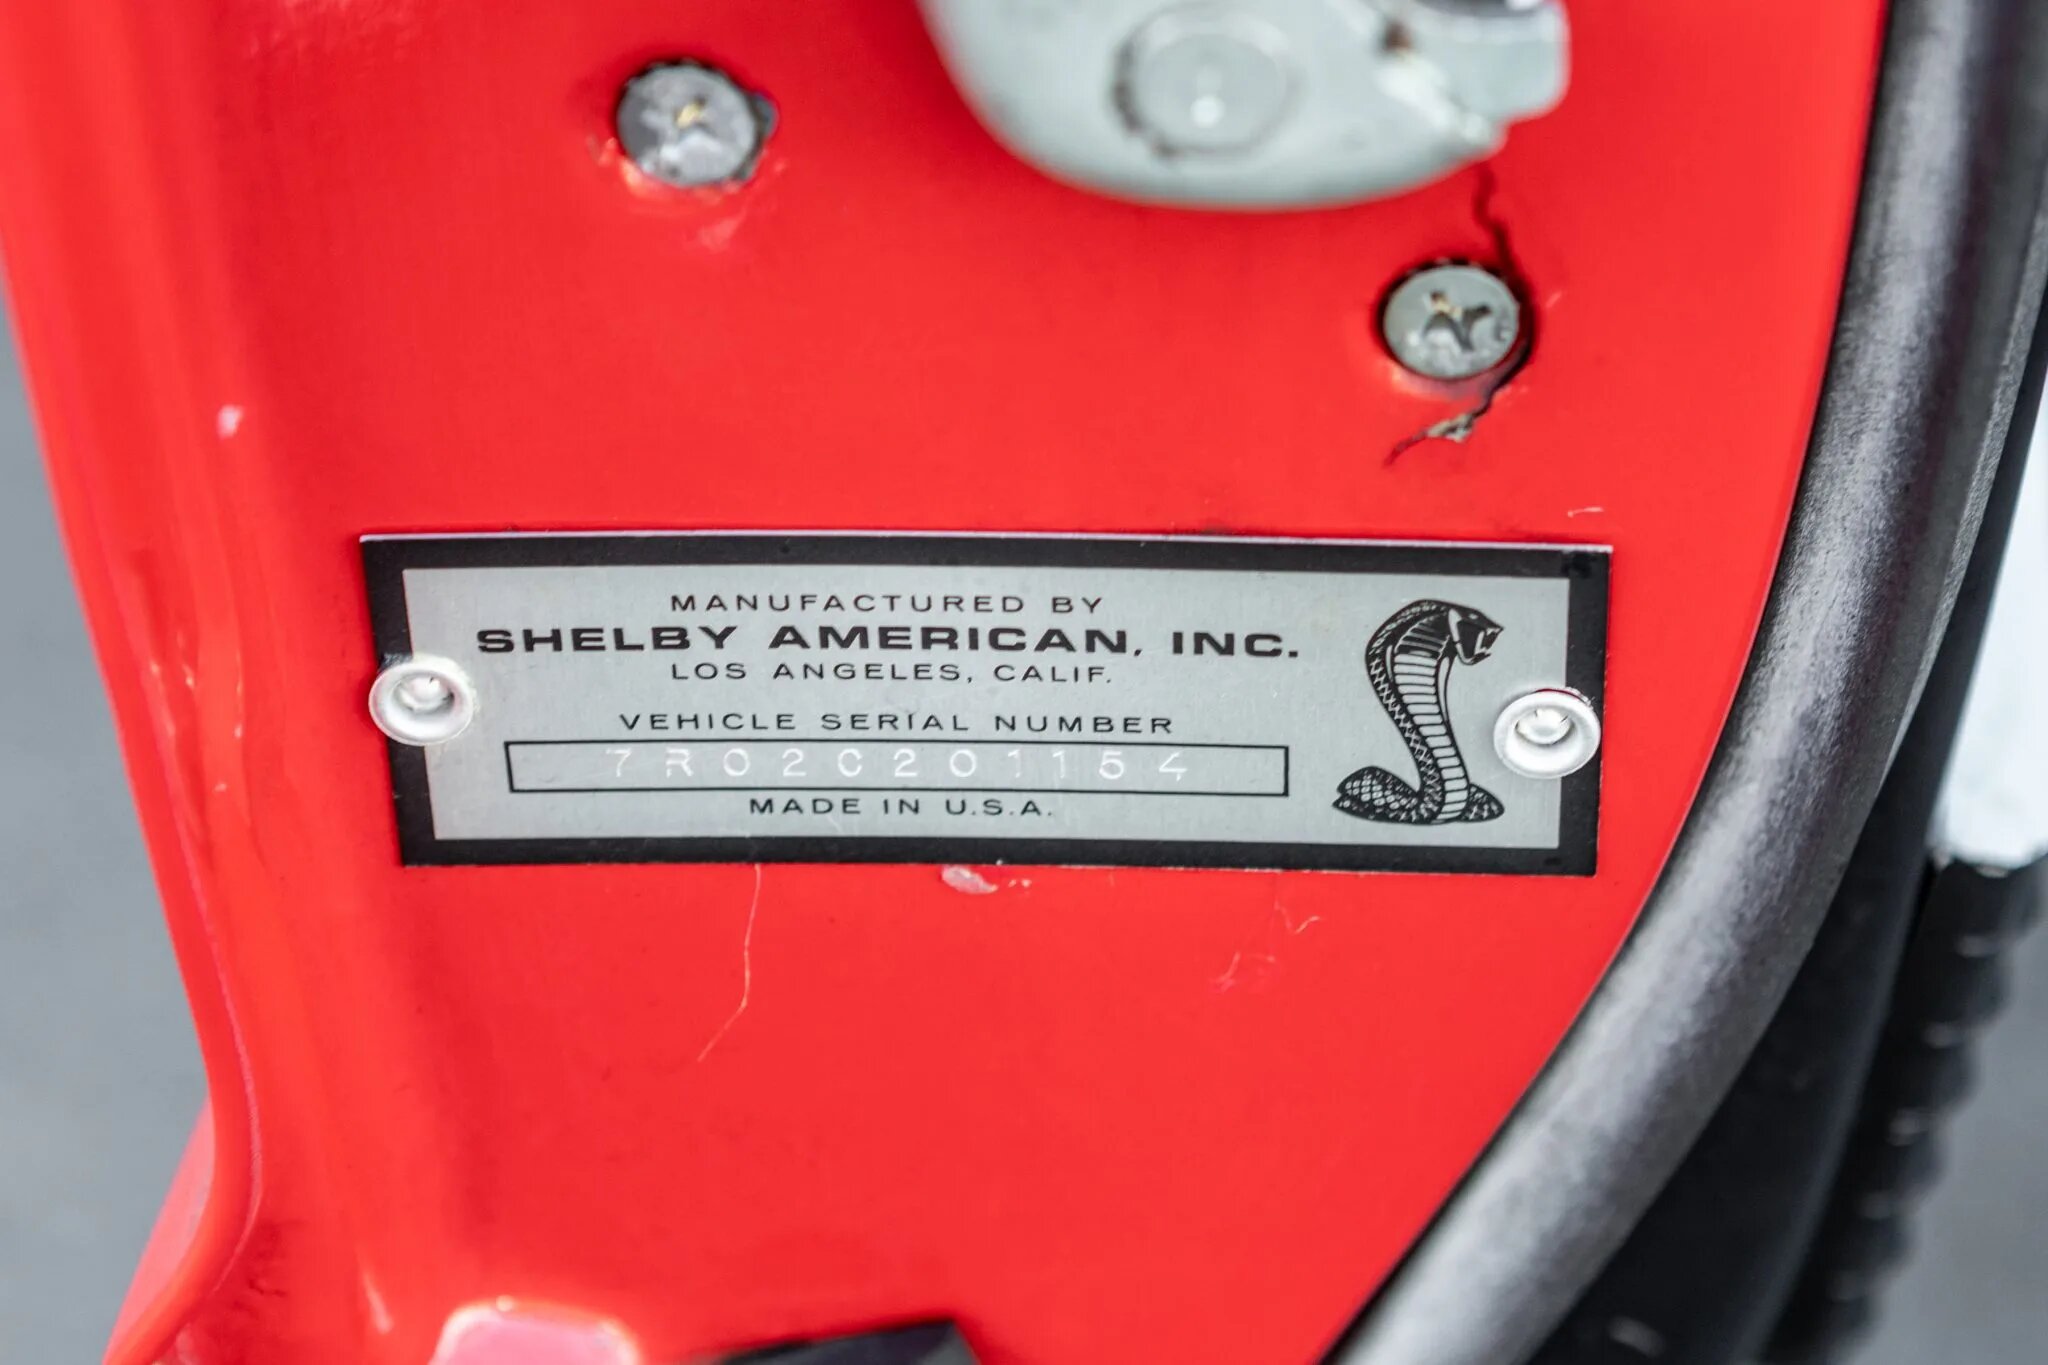 MANUFACTURED BY
SHELBY AMERICAN, INC.
LOS ANGELES, CALIF.
VEHICLE SERIAL NUMBER
7R02C201154
MADE IN U.S.A.